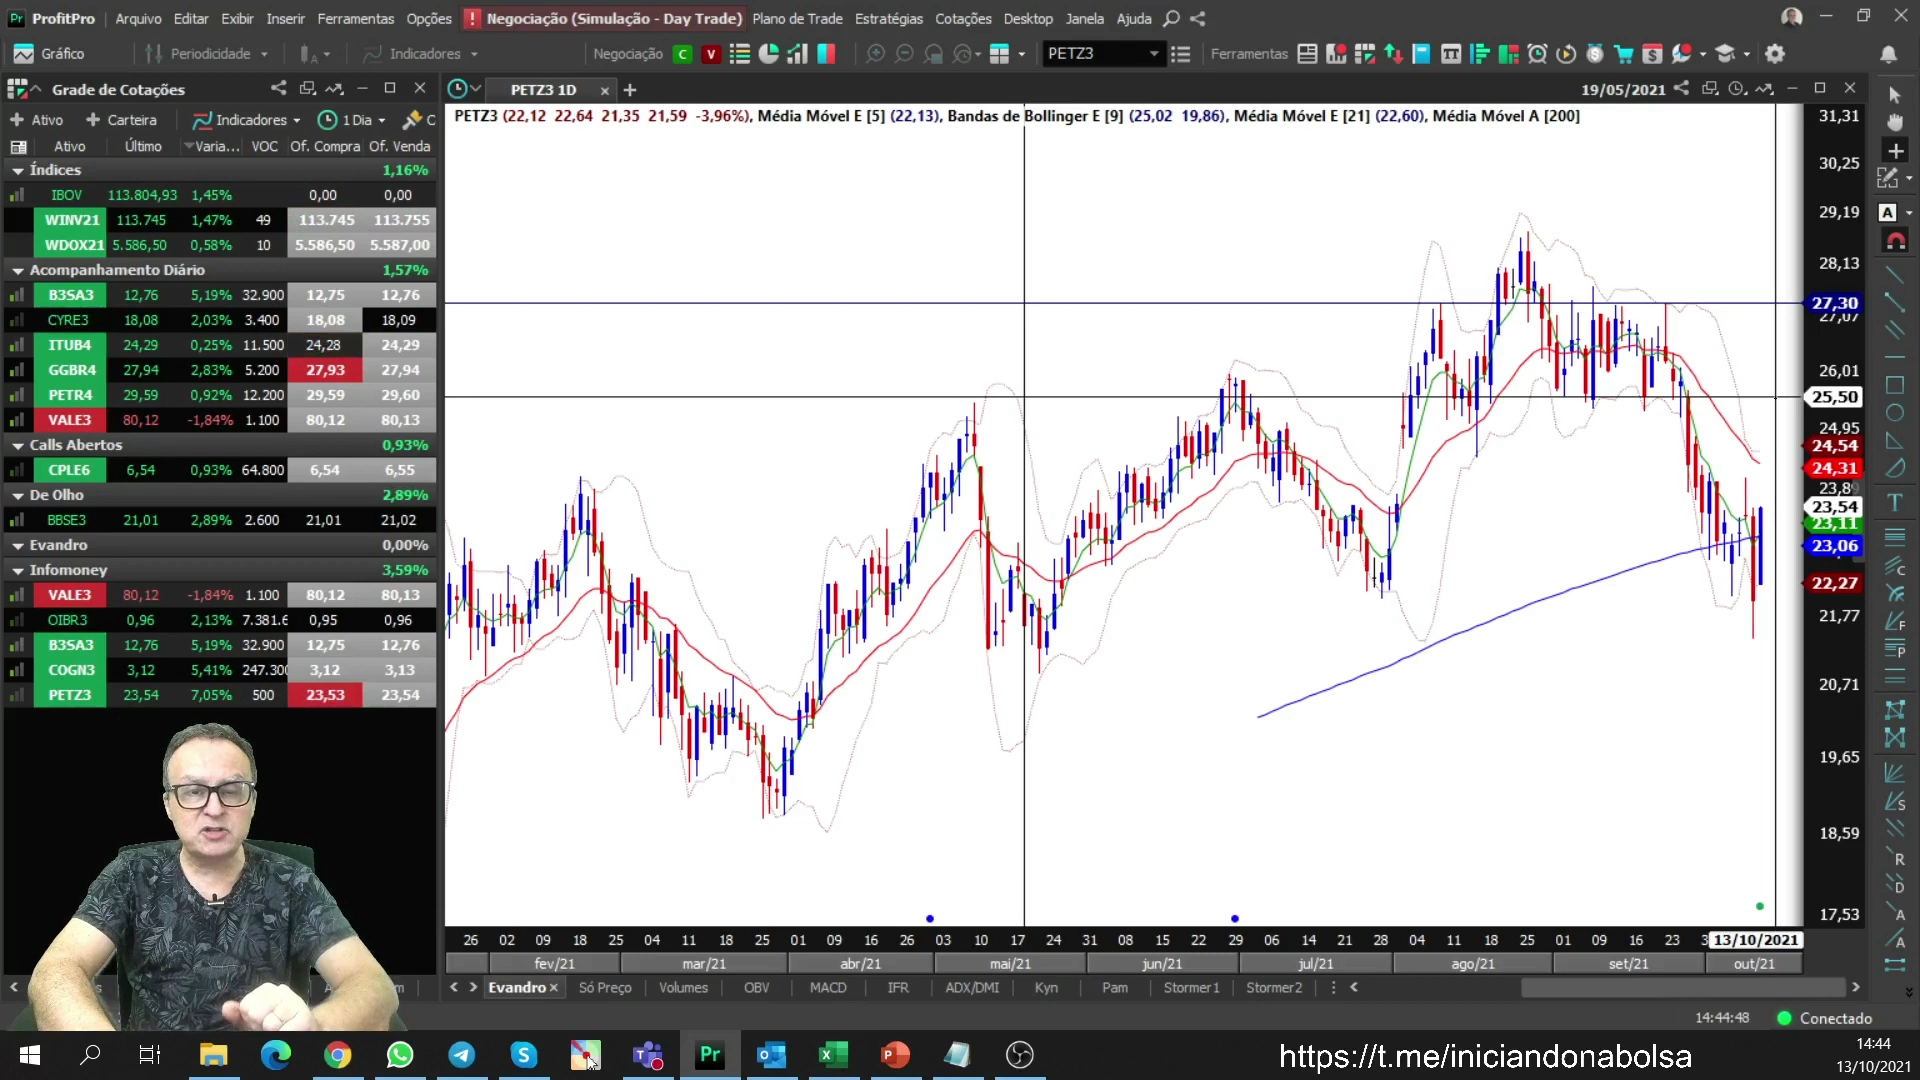 ProfitPro Arquivo Editar Exibir Inserir Ferramentas Opções ! Negociação (Simulação - Day Trade) Plano de Trade Estratégias Cotações Desktop Janela Ajuda
Gráfico Periodicidade Indicadores Negociação C V PETZ3 Ferramentas
Grade de Cotações
PETZ3 1D
19/05/2021
Ativo Carteira Indicadores 1 Dia C
PETZ3 (22,12 22,64 21,35 21,59 -3,96%), Média Móvel E [5] (22,13), Bandas de Bollinger E [9] (25,02 19,86), Média Móvel E [21] (22,60), Média Móvel A [200]
Ativo Último Varia... VOC Of. Compra Of. Venda
Índices 1,16%
IBOV 113.804,93 1,45% 0,00 0,00
WINV21 113.745 1,47% 49 113.745 113.755
WDOX21 5.586,50 0,58% 10 5.586,50 5.587,00
Acompanhamento Diário 1,57%
B3SA3 12,76 5,19% 32.900 12,75 12,76
CYRE3 18,08 2,03% 3.400 18,08 18,09
ITUB4 24,29 0,25% 11.500 24,28 24,29
GGBR4 27,94 2,83% 5.200 27,93 27,94
PETR4 29,59 0,92% 12.200 29,59 29,60
VALE3 80,12 -1,84% 1.100 80,12 80,13
Calls Abertos 0,93%
CPLE6 6,54 0,93% 64.800 6,54 6,55
De Olho 2,89%
BBSE3 21,01 2,89% 2.600 21,01 21,02
Evandro 0,00%
Infomoney 3,59%
VALE3 80,12 -1,84% 1.100 80,12 80,13
OIBR3 0,96 2,13% 7.381.6 0,95 0,96
B3SA3 12,76 5,19% 32.900 12,75 12,76
COGN3 3,12 5,41% 247.300 3,12 3,13
PETZ3 23,54 7,05% 500 23,53 23,54
31,31
30,25
29,19
28,13
27,30
27,07
26,01
25,50
24,95
24,54
24,31
23,89
23,54
23,11
23,06
22,27
21,77
20,71
19,65
18,59
17,53
26 02 09 18 25 04 11 18 25 01 09 16 26 03 10 17 24 31 08 15 22 29 06 14 21 28 04 11 18 25 01 09 16 23 3 13/10/2021
fev/21 mar/21 abr/21 mai/21 jun/21 jul/21 ago/21 set/21 out/21
Evandro Só Preço Volumes OBV MACD IFR ADX/DMI Kyn Pam Stormer1 Stormer2
14:44:48 Conectado
https://t.me/iniciandonabolsa
14:44
13/10/2021